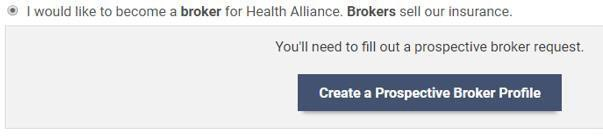 I would like to become a broker for Health Alliance. Brokers sell our insurance.
You'll need to fill out a prospective broker request.
Create a Prospective Broker Profile